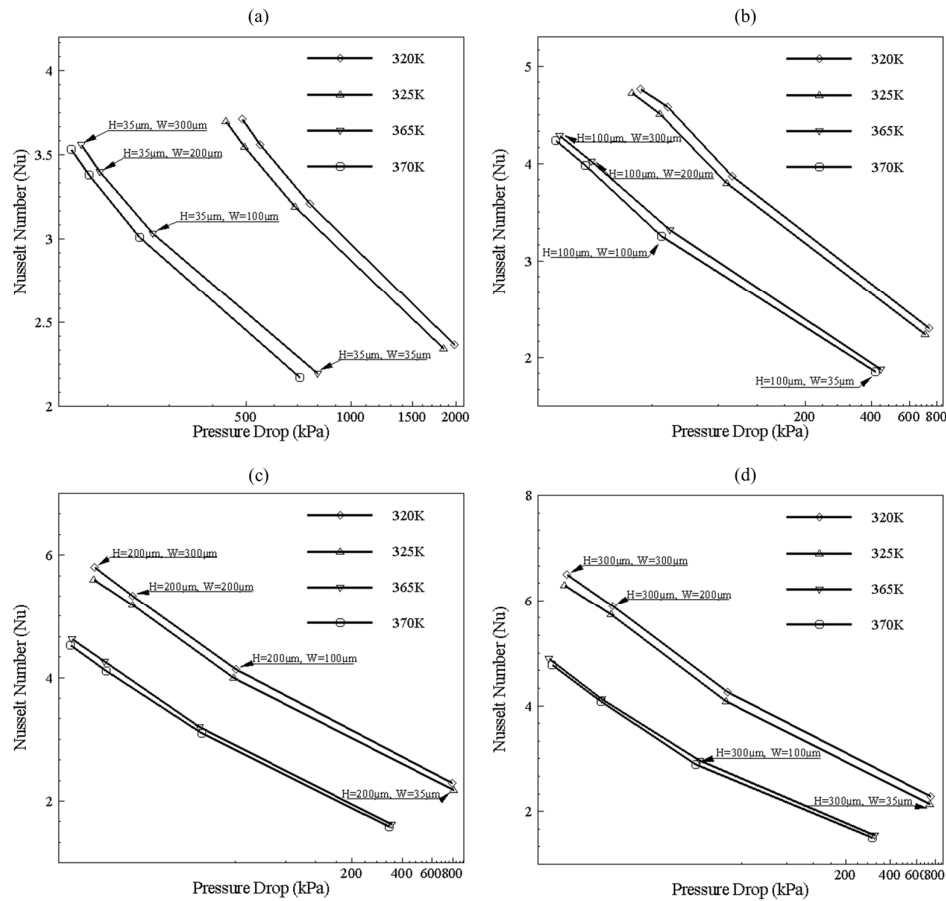 (a)
4
3.5
3
2.5
2
Nusselt Number (Nu)
320K
325K
365K
370K
H=35μm, W=300μm
H=35μm, W=200μm
H=35μm, W=100μm
H=35μm, W=35μm
500 1000 1500 2000
Pressure Drop (kPa)
(b)
5
4
3
2
Nusselt Number (Nu)
320K
325K
365K
370K
H=100μm, W=300μm
H=100μm, W=200μm
H=100μm, W=100μm
H=100μm, W=35μm
200 400 600 800
Pressure Drop (kPa)
(c)
6
4
2
Nusselt Number (Nu)
320K
325K
365K
370K
H=200μm, W=300μm
H=200μm, W=200μm
H=200μm, W=100μm
H=200μm, W=35μm
200 400 600 800
Pressure Drop (kPa)
(d)
8
6
4
2
Nusselt Number (Nu)
320K
325K
365K
370K
H=300μm, W=300μm
H=300μm, W=200μm
H=300μm, W=100μm
H=300μm, W=35μm
200 400 600 800
Pressure Drop (kPa)